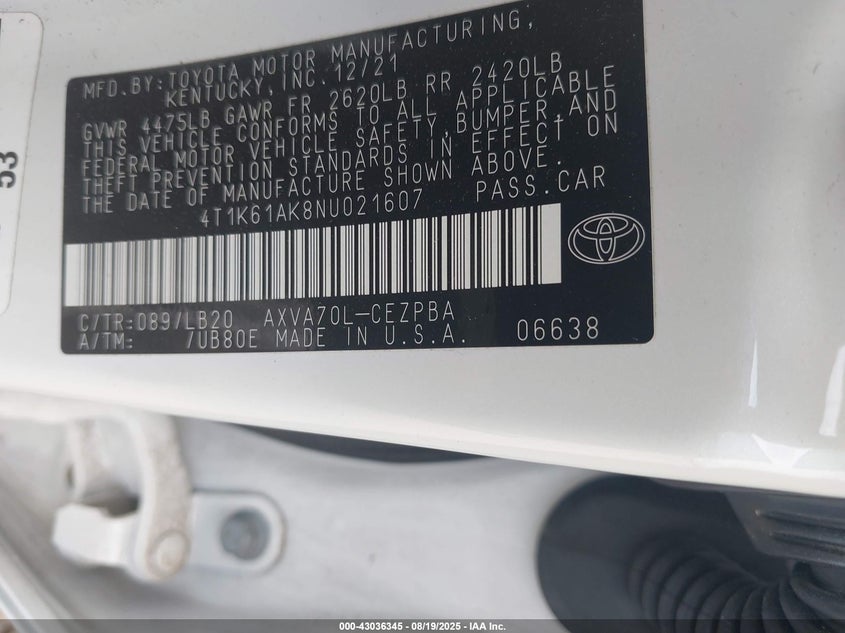 53
MFD.BY:TOYOTA MOTOR MANUFACTURING,
KENTUCKY,INC.12/21
GVWR 4475LB GAWR FR 2620LB RR 2420LB
THIS VEHICLE CONFORMS TO ALL APPLICABLE
FEDERAL MOTOR VEHICLE SAFETY,BUMPER,AND
THEFT PREVENTION STANDARDS IN EFFECT ON
THE DATE OF MANUFACTURE SHOWN ABOVE.
4T1K61AK8NU021607 PASS.CAR
C/TR:089/LB20 AXVA70L-CEZPBA
A/TM: /UB80E MADE IN U.S.A. 06638
000-43036345 - 08/19/2025 - IAA Inc.